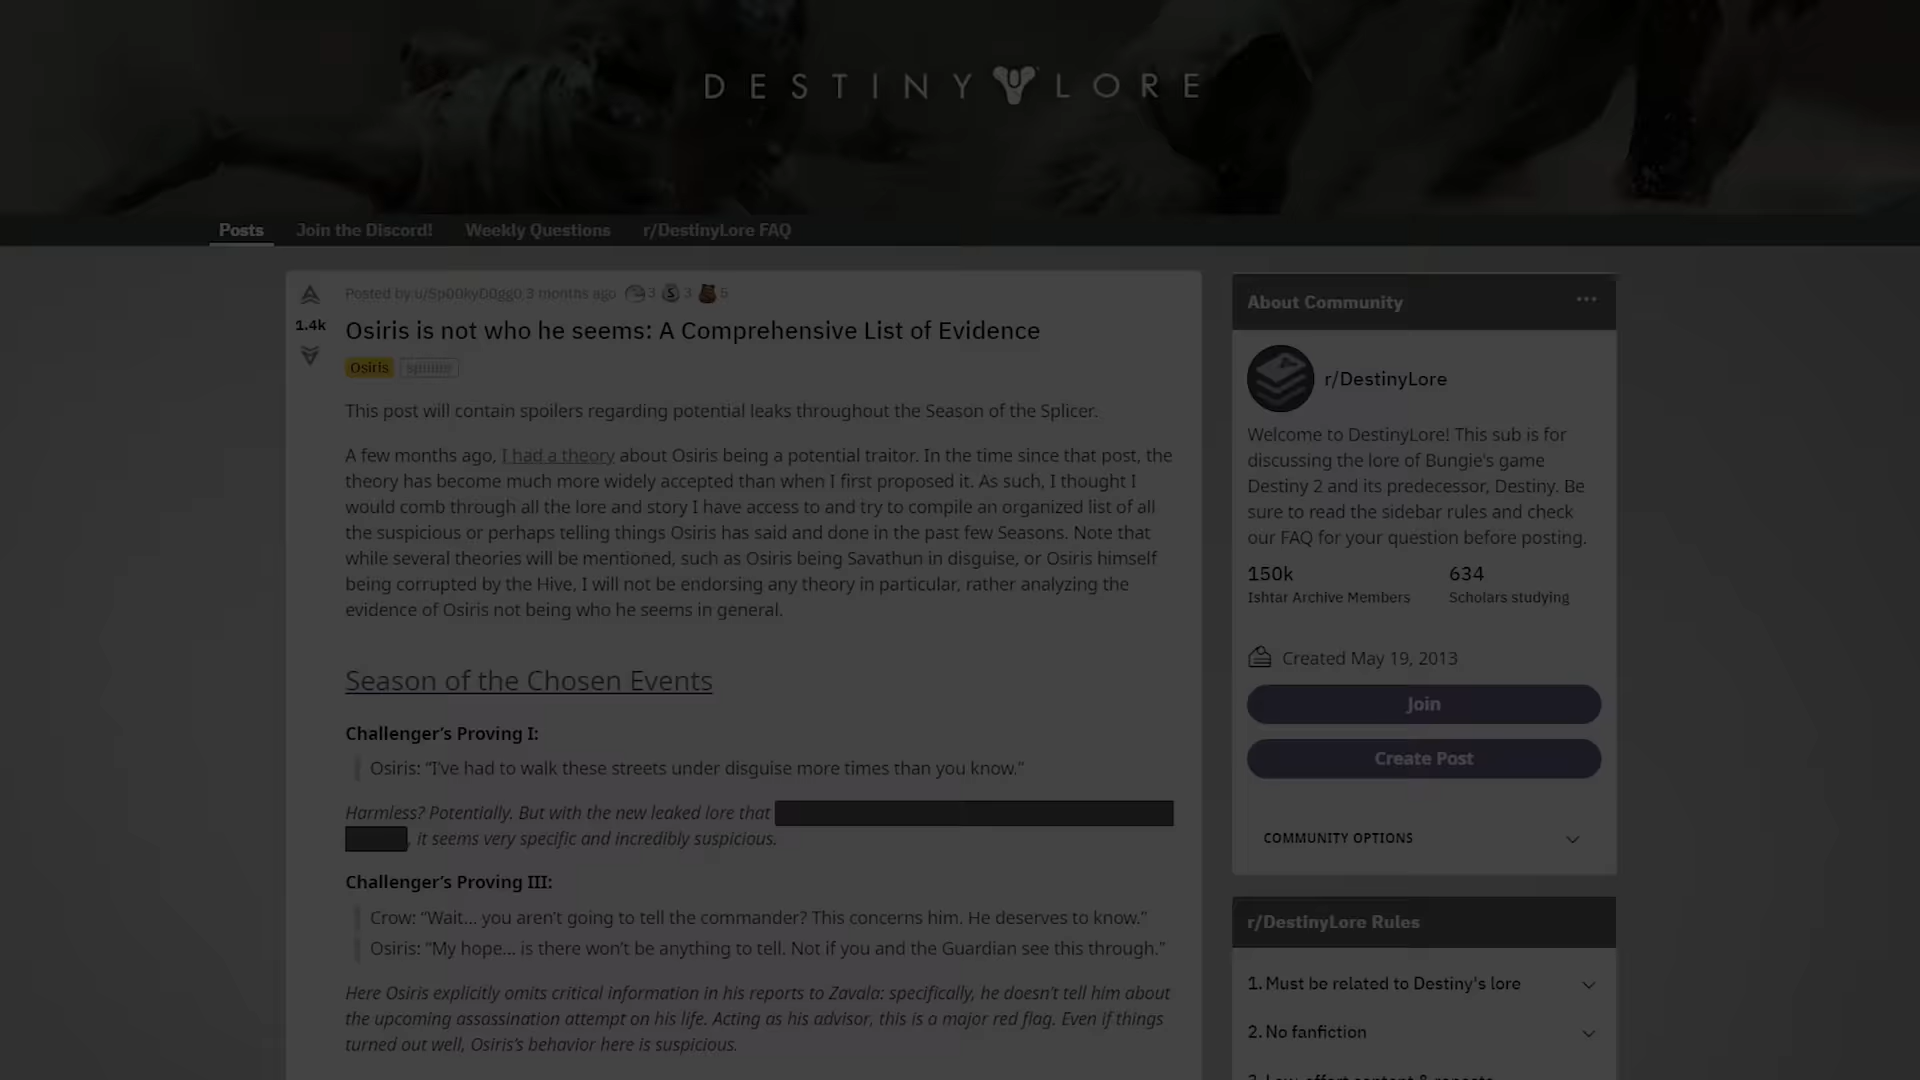 DESTINY LORE
Posts Join the Discord! Weekly Questions r/DestinyLore FAQ
Posted by u/Sp00kyD0gg0 3 months ago 3 S 3 5
1.4k
Osiris is not who he seems: A Comprehensive List of Evidence
Osiris spoiler
This post will contain spoilers regarding potential leaks throughout the Season of the Splicer.
A few months ago, I had a theory about Osiris being a potential traitor. In the time since that post, the
theory has become much more widely accepted than when I first proposed it. As such, I thought I
would comb through all the lore and story I have access to and try to compile an organized list of all
the suspicious or perhaps telling things Osiris has said and done in the past few Seasons. Note that
while several theories will be mentioned, such as Osiris being Savathun in disguise, or Osiris himself
being corrupted by the Hive, I will not be endorsing any theory in particular, rather analyzing the
evidence of Osiris not being who he seems in general.
Season of the Chosen Events
Challenger’s Proving I:
Osiris: “I’ve had to walk these streets under disguise more times than you know.”
Harmless? Potentially. But with the new leaked lore that
, it seems very specific and incredibly suspicious.
Challenger’s Proving III:
Crow: “Wait... you aren’t going to tell the commander? This concerns him. He deserves to know.”
Osiris: “My hope... is there won’t be anything to tell. Not if you and the Guardian see this through.”
Here Osiris explicitly omits critical information in his reports to Zavala: specifically, he doesn’t tell him about
the upcoming assassination attempt on his life. Acting as his advisor, this is a major red flag. Even if things
turned out well, Osiris’s behavior here is suspicious.
About Community
r/DestinyLore
Welcome to DestinyLore! This sub is for
discussing the lore of Bungie's game
Destiny 2 and its predecessor, Destiny. Be
sure to read the sidebar rules and check
our FAQ for your question before posting.
150k 634
Ishtar Archive Members Scholars studying
Created May 19, 2013
Join
Create Post
COMMUNITY OPTIONS
r/DestinyLore Rules
1. Must be related to Destiny's lore
2. No fanfiction
3. Low-effort content & reposts